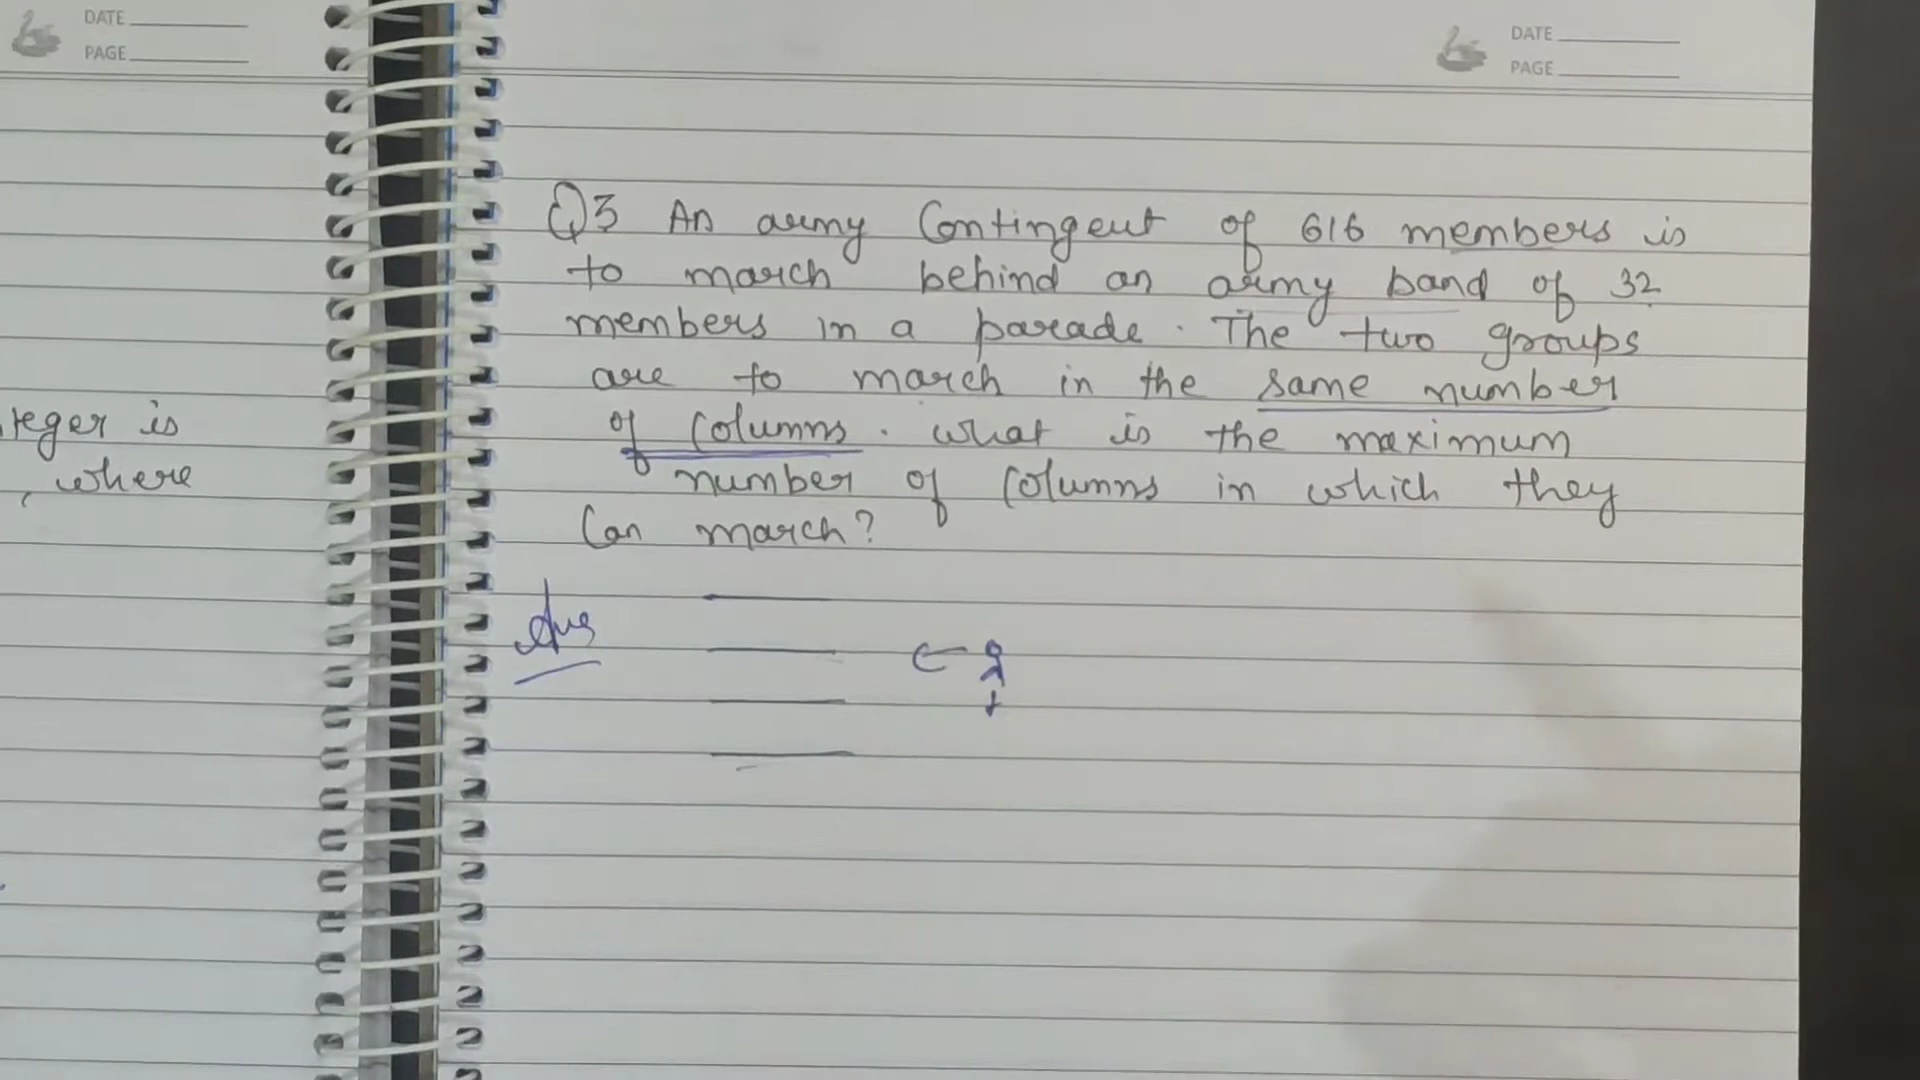 DATE
PAGE
DATE
PAGE
teger is
, where
Q3 An army Contingent of 616 members is
to march behind an army band of 32
members in a parade. The two groups
are to march in the same number
of columns. what is the maximum
number of columns in which they
can march?
Ans